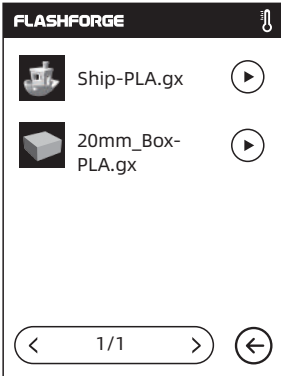 FLASHFORGE
Ship-PLA.gx
20mm_Box-
PLA.gx
1/1